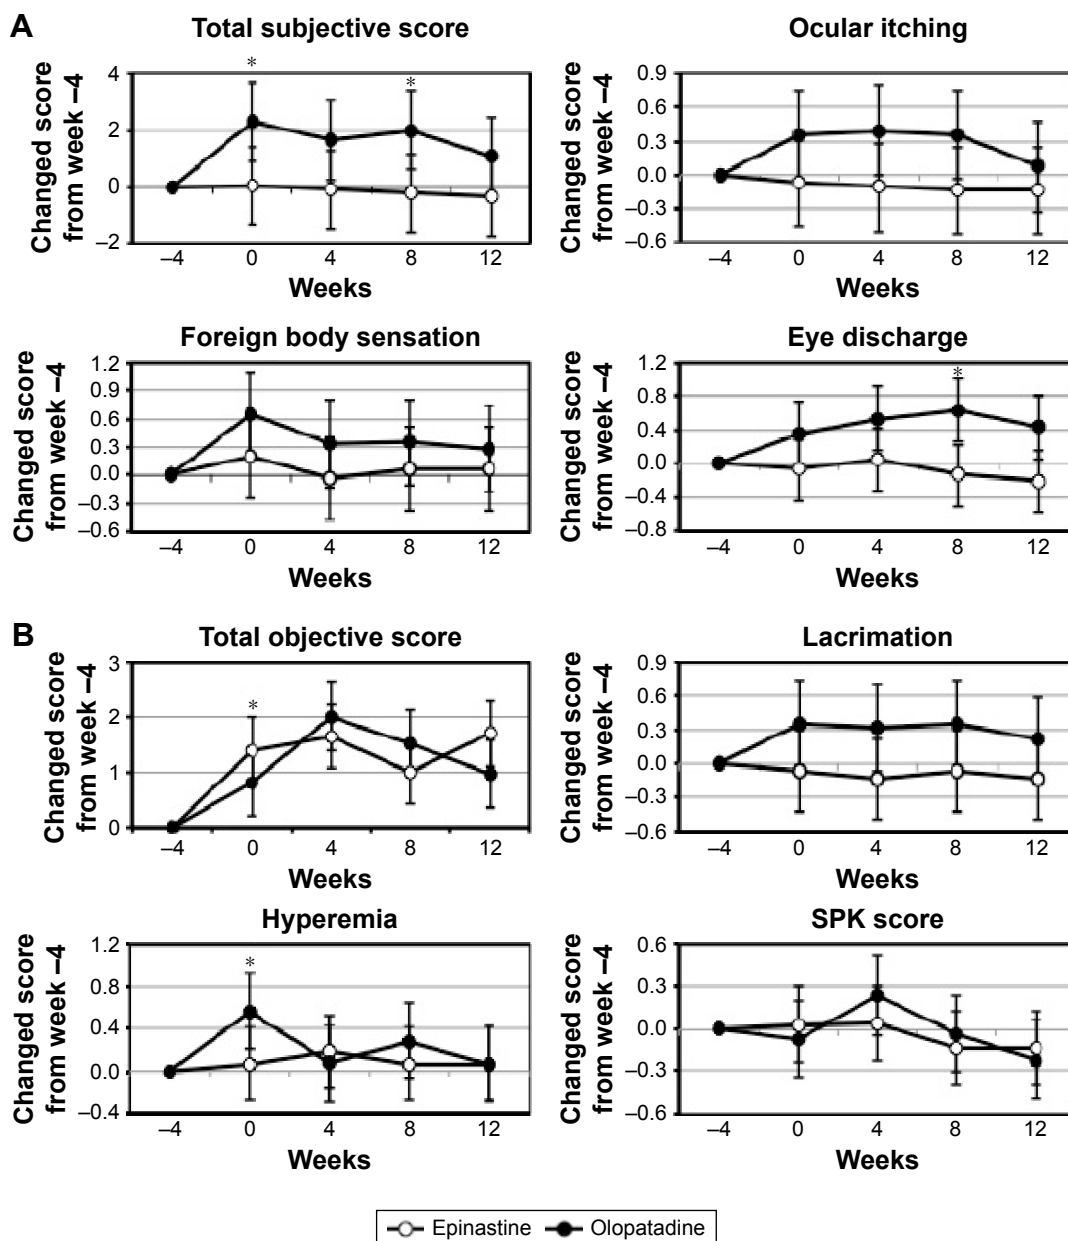 A
Total subjective score
Changed score
from week –4
4
2
0
–2
*
*
–4
0
4
8
12
Weeks
Ocular itching
Changed score
from week –4
0.9
0.6
0.3
0.0
–0.3
–0.6
–4
0
4
8
12
Weeks
Foreign body sensation
Changed score
from week –4
1.2
0.9
0.6
0.3
0.0
–0.3
–0.6
–4
0
4
8
12
Weeks
Eye discharge
Changed score
from week –4
1.2
0.8
0.4
0.0
–0.4
–0.8
*
–4
0
4
8
12
Weeks
B
Total objective score
Changed score
from week –4
3
2
1
0
*
–4
0
4
8
12
Weeks
Lacrimation
Changed score
from week –4
0.9
0.6
0.3
0.0
–0.3
–0.6
–4
0
4
8
12
Weeks
Hyperemia
Changed score
from week –4
1.2
0.8
0.4
0.0
–0.4
*
–4
0
4
8
12
Weeks
SPK score
Changed score
from week –4
0.6
0.3
0.0
–0.3
–0.6
–4
0
4
8
12
Weeks
Epinastine Olopatadine